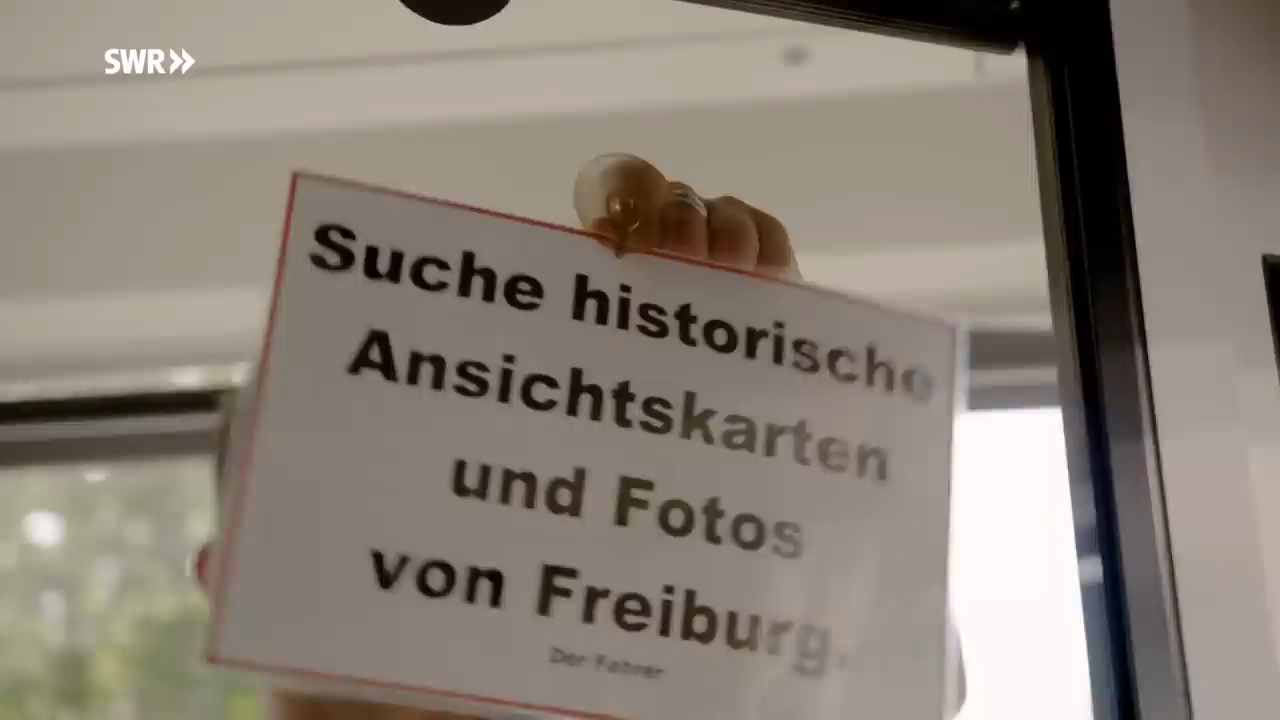 SWR»
Suche historische
Ansichtskarten
und Fotos
von Freiburg.
Der Fahrer